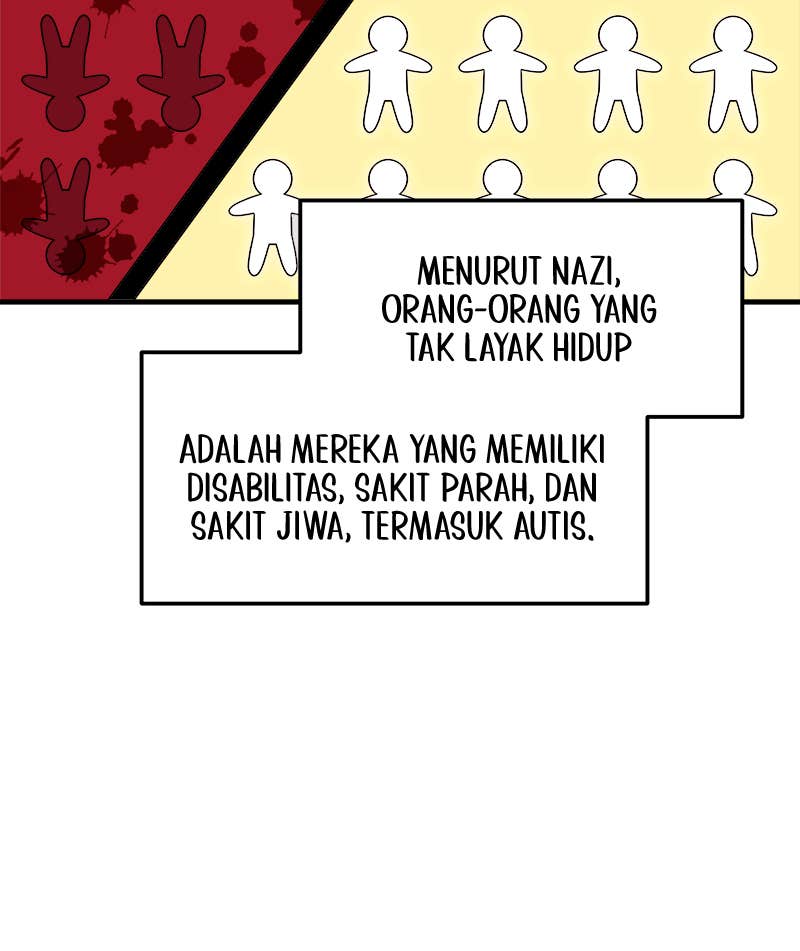 MENURUT NAZI,
ORANG-ORANG YANG
TAK LAYAK HIDUP
ADALAH MEREKA YANG MEMILIKI
DISABILITAS, SAKIT PARAH, DAN
SAKIT JIWA, TERMASUK AUTIS.